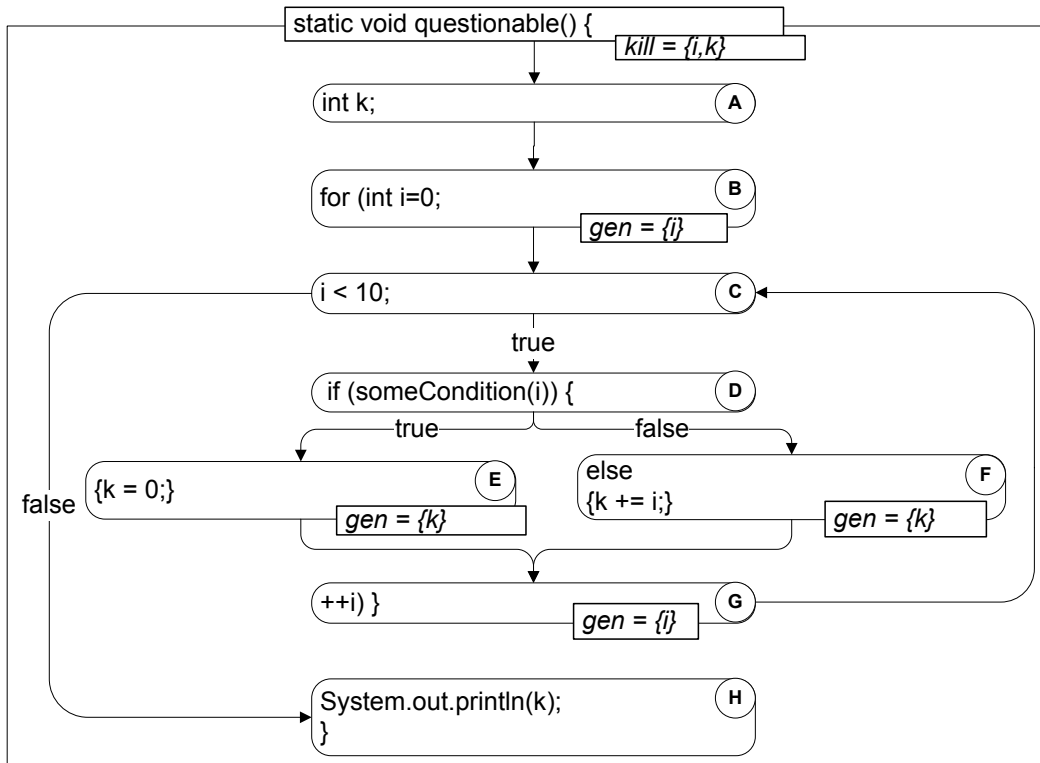 static void questionable() {
kill = {i,k}
int k;
A
for (int i=0;
B
gen = {i}
i < 10;
C
true
if (someCondition(i)) {
D
true
false
{k = 0;}
E
gen = {k}
else
{k += i;}
F
gen = {k}
false
++i) }
G
gen = {i}
System.out.println(k);
}
H